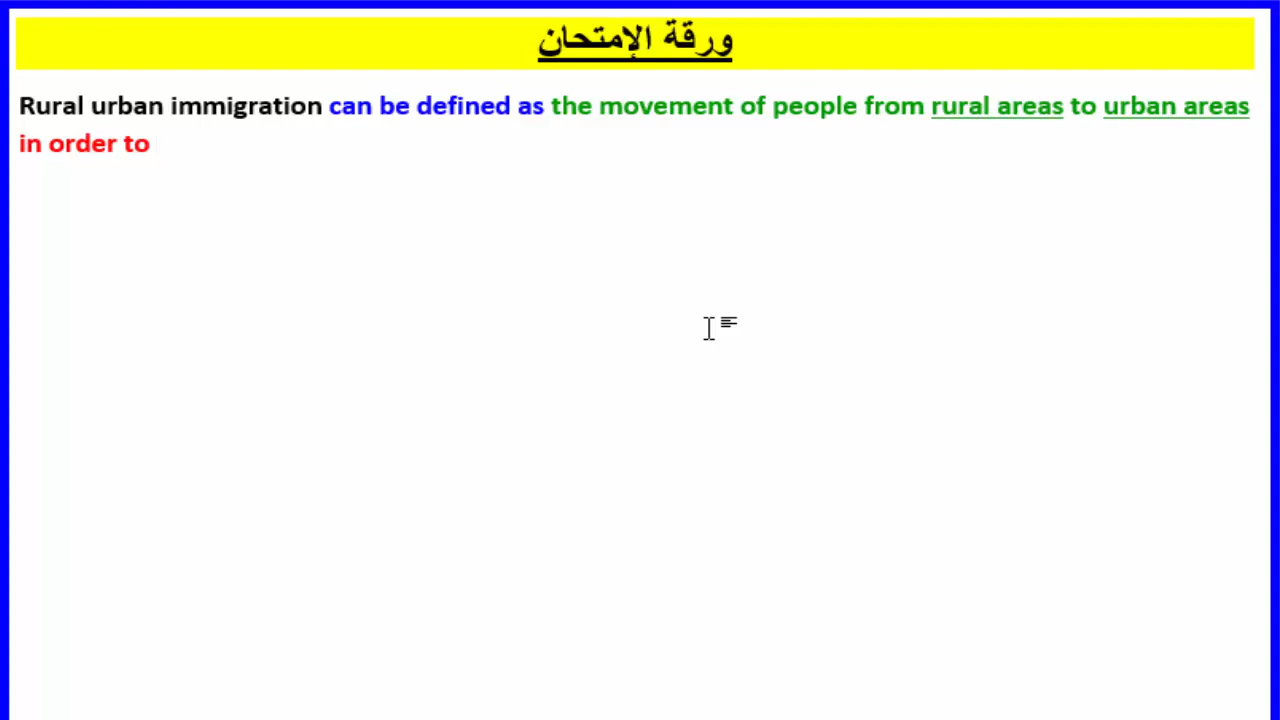 ورقة الإمتحان
Rural urban immigration can be defined as the movement of people from rural areas to urban areas
in order to